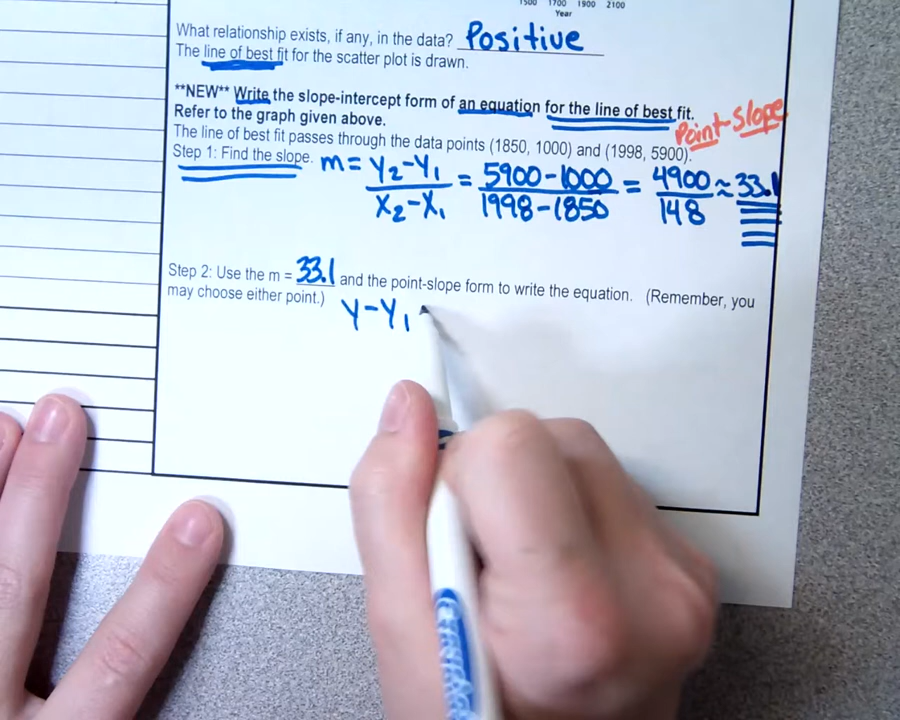 1500 1700 1900 2100
Year
What relationship exists, if any, in the data? Positive
The line of best fit for the scatter plot is drawn.
**NEW** Write the slope-intercept form of an equation for the line of best fit.
Refer to the graph given above.
Point-Slope
The line of best fit passes through the data points (1850, 1000) and (1998, 5900).
Step 1: Find the slope. m = y₂-y₁/x₂-x₁ = 5900-1000/1998-1850 = 4900/148 ≈ 33.1
Step 2: Use the m = 33.1 and the point-slope form to write the equation. (Remember, you
may choose either point.) y-y₁